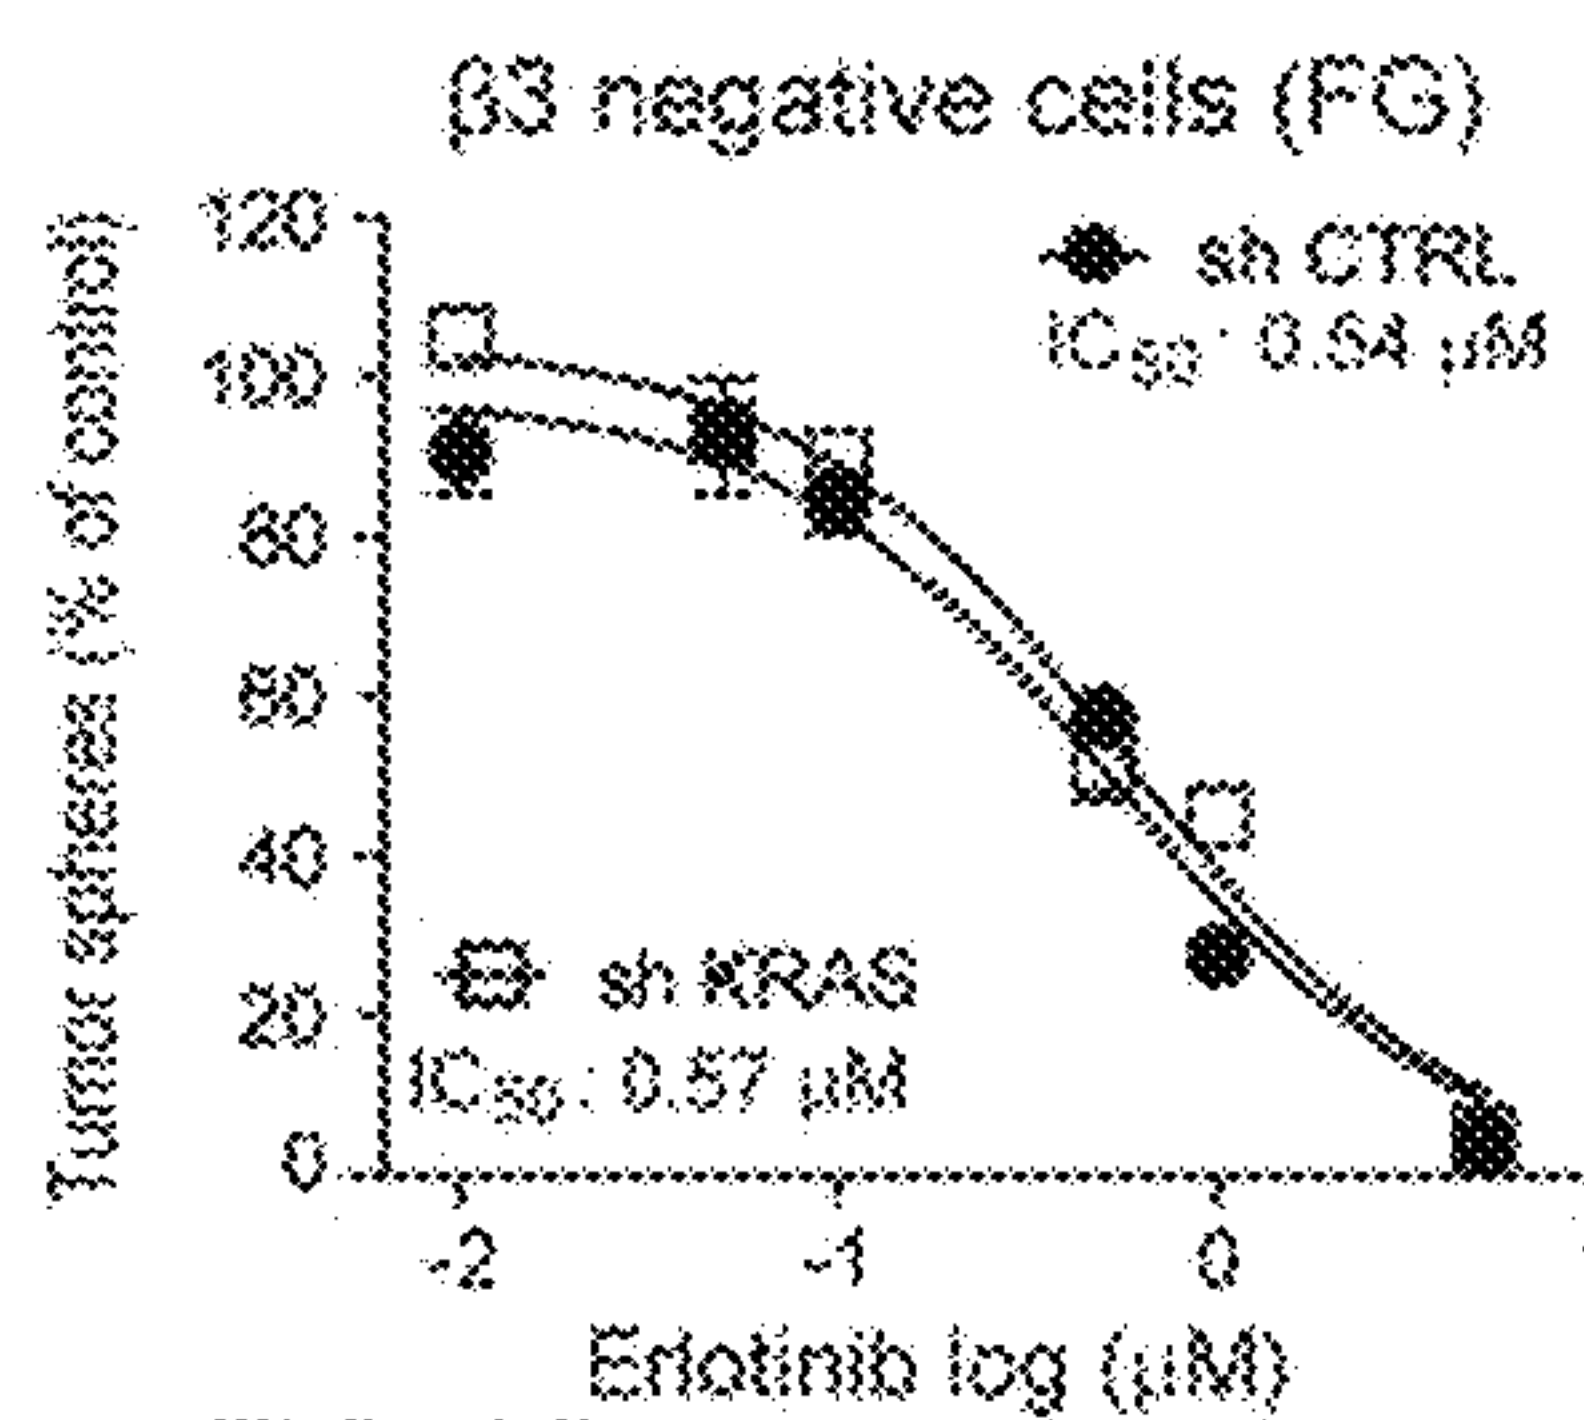 β3 negative cells (FG)
Tumor spheres (% of control)
120
100
80
60
40
20
0
sh CTRL
IC50: 0.54 μM
sh KRAS
IC50: 0.57 μM
-2
-1
0
Erlotinib log (μM)